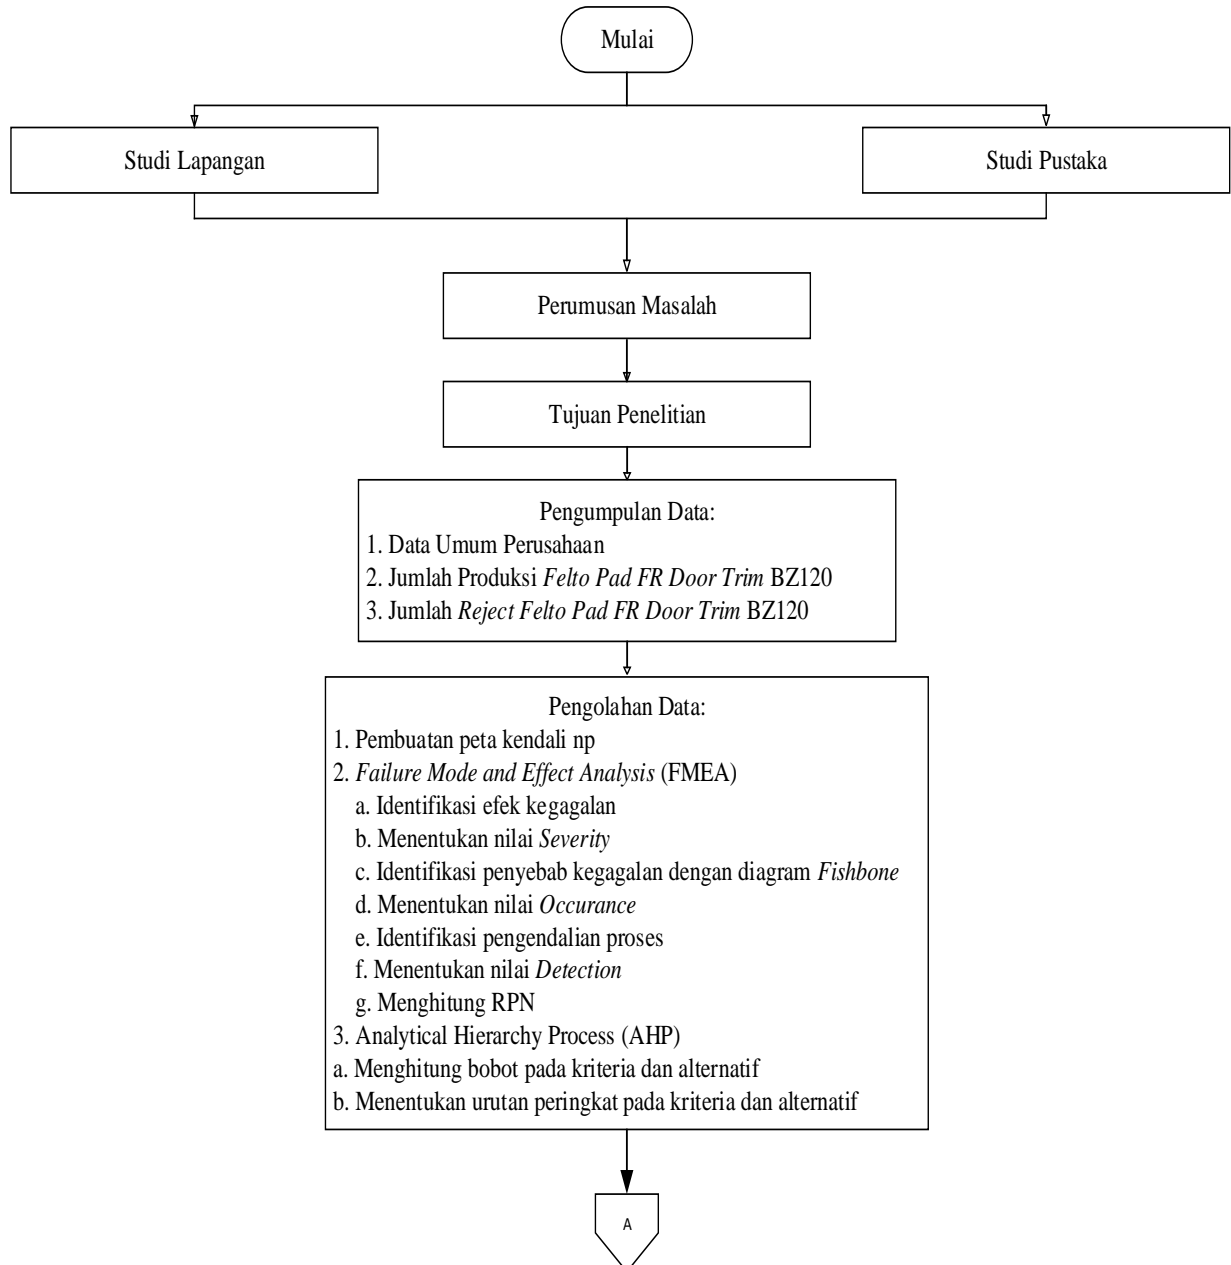 Mulai
Studi Lapangan
Studi Pustaka
Perumusan Masalah
Tujuan Penelitian
Pengumpulan Data:
1. Data Umum Perusahaan
2. Jumlah Produksi Felto Pad FR Door Trim BZ120
3. Jumlah Reject Felto Pad FR Door Trim BZ120
Pengolahan Data:
1. Pembuatan peta kendali np
2. Failure Mode and Effect Analysis (FMEA)
a. Identifikasi efek kegagalan
b. Menentukan nilai Severity
c. Identifikasi penyebab kegagalan dengan diagram Fishbone
d. Menentukan nilai Occurance
e. Identifikasi pengendalian proses
f. Menentukan nilai Detection
g. Menghitung RPN
3. Analytical Hierarchy Process (AHP)
a. Menghitung bobot pada kriteria dan alternatif
b. Menentukan urutan peringkat pada kriteria dan alternatif
A